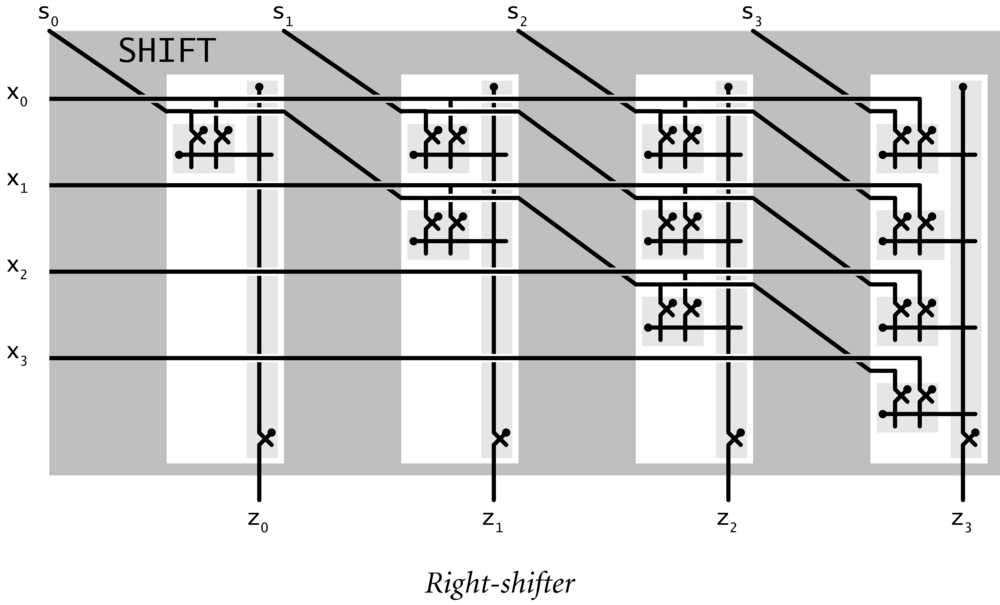 s₀ s₁ s₂ s₃
SHIFT
x₀
x₁
x₂
x₃
z₀ z₁ z₂ z₃
Right-shifter